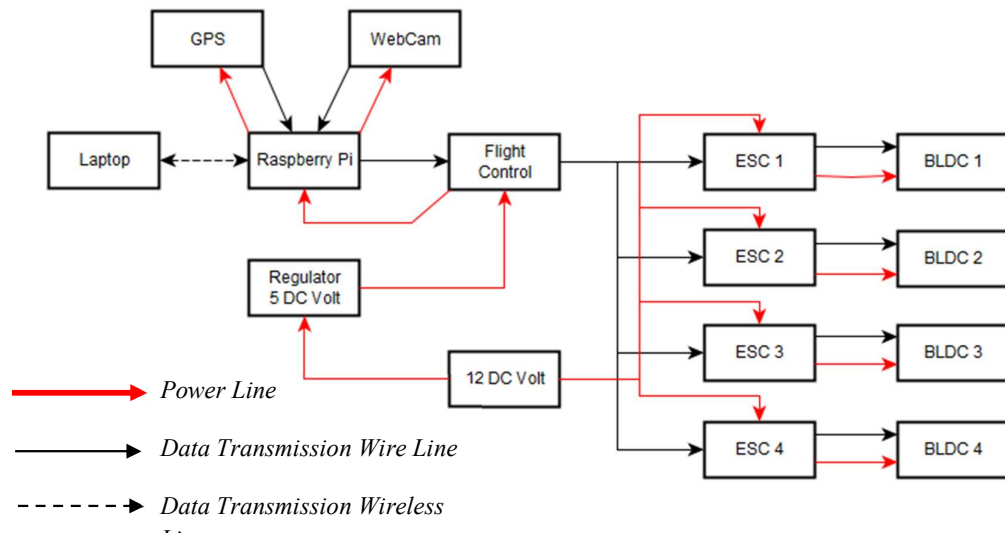 GPS
WebCam
Laptop
Raspberry Pi
Flight
Control
ESC 1
BLDC 1
ESC 2
BLDC 2
Regulator
5 DC Volt
ESC 3
BLDC 3
12 DC Volt
Power Line
ESC 4
BLDC 4
Data Transmission Wire Line
Data Transmission Wireless